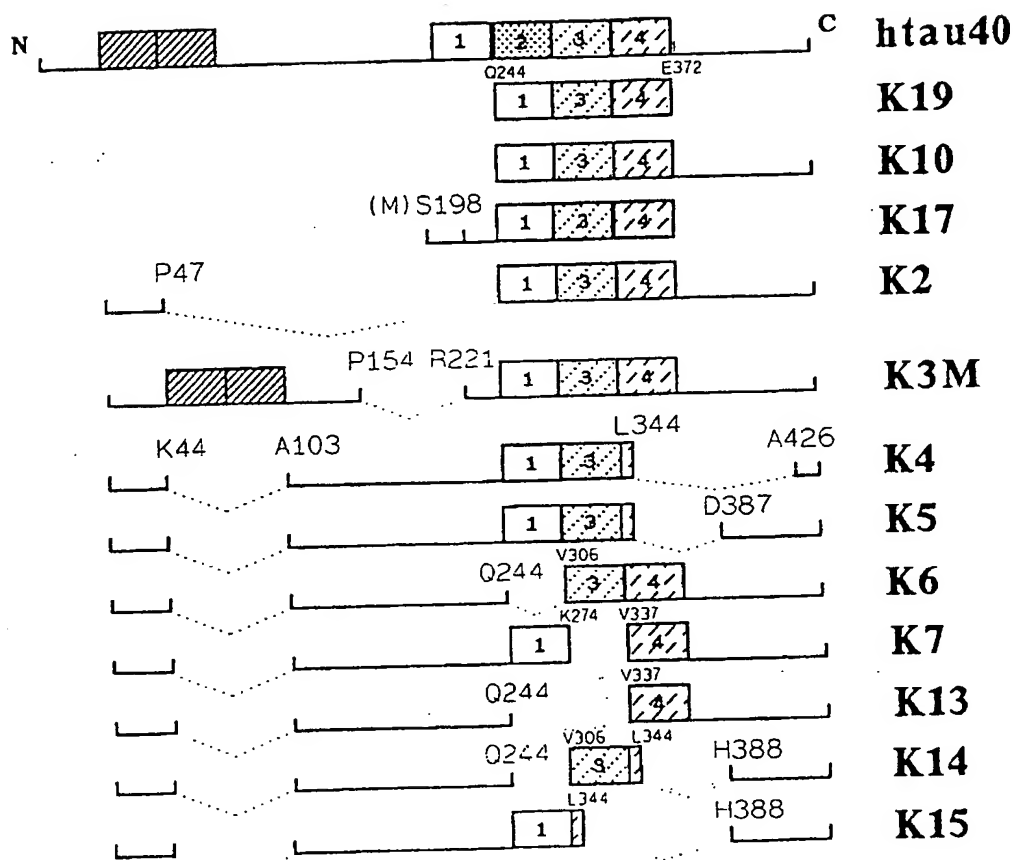 N C htau40
1 2 3 4
Q244 E372
1 3 4 K19
1 3 4 K10
(M) S198
1 3 4 K17
P47
1 3 4 K2
P154 R221
1 3 4 K3M
L344
K44 A103 A426
1 3 K4
D387
1 3 K5
V306
Q244
3 4 K6
K274 V337
1 4 K7
V337
Q244
4 K13
V306 L344
Q244 H388
3 K14
L344
H388
1 K15